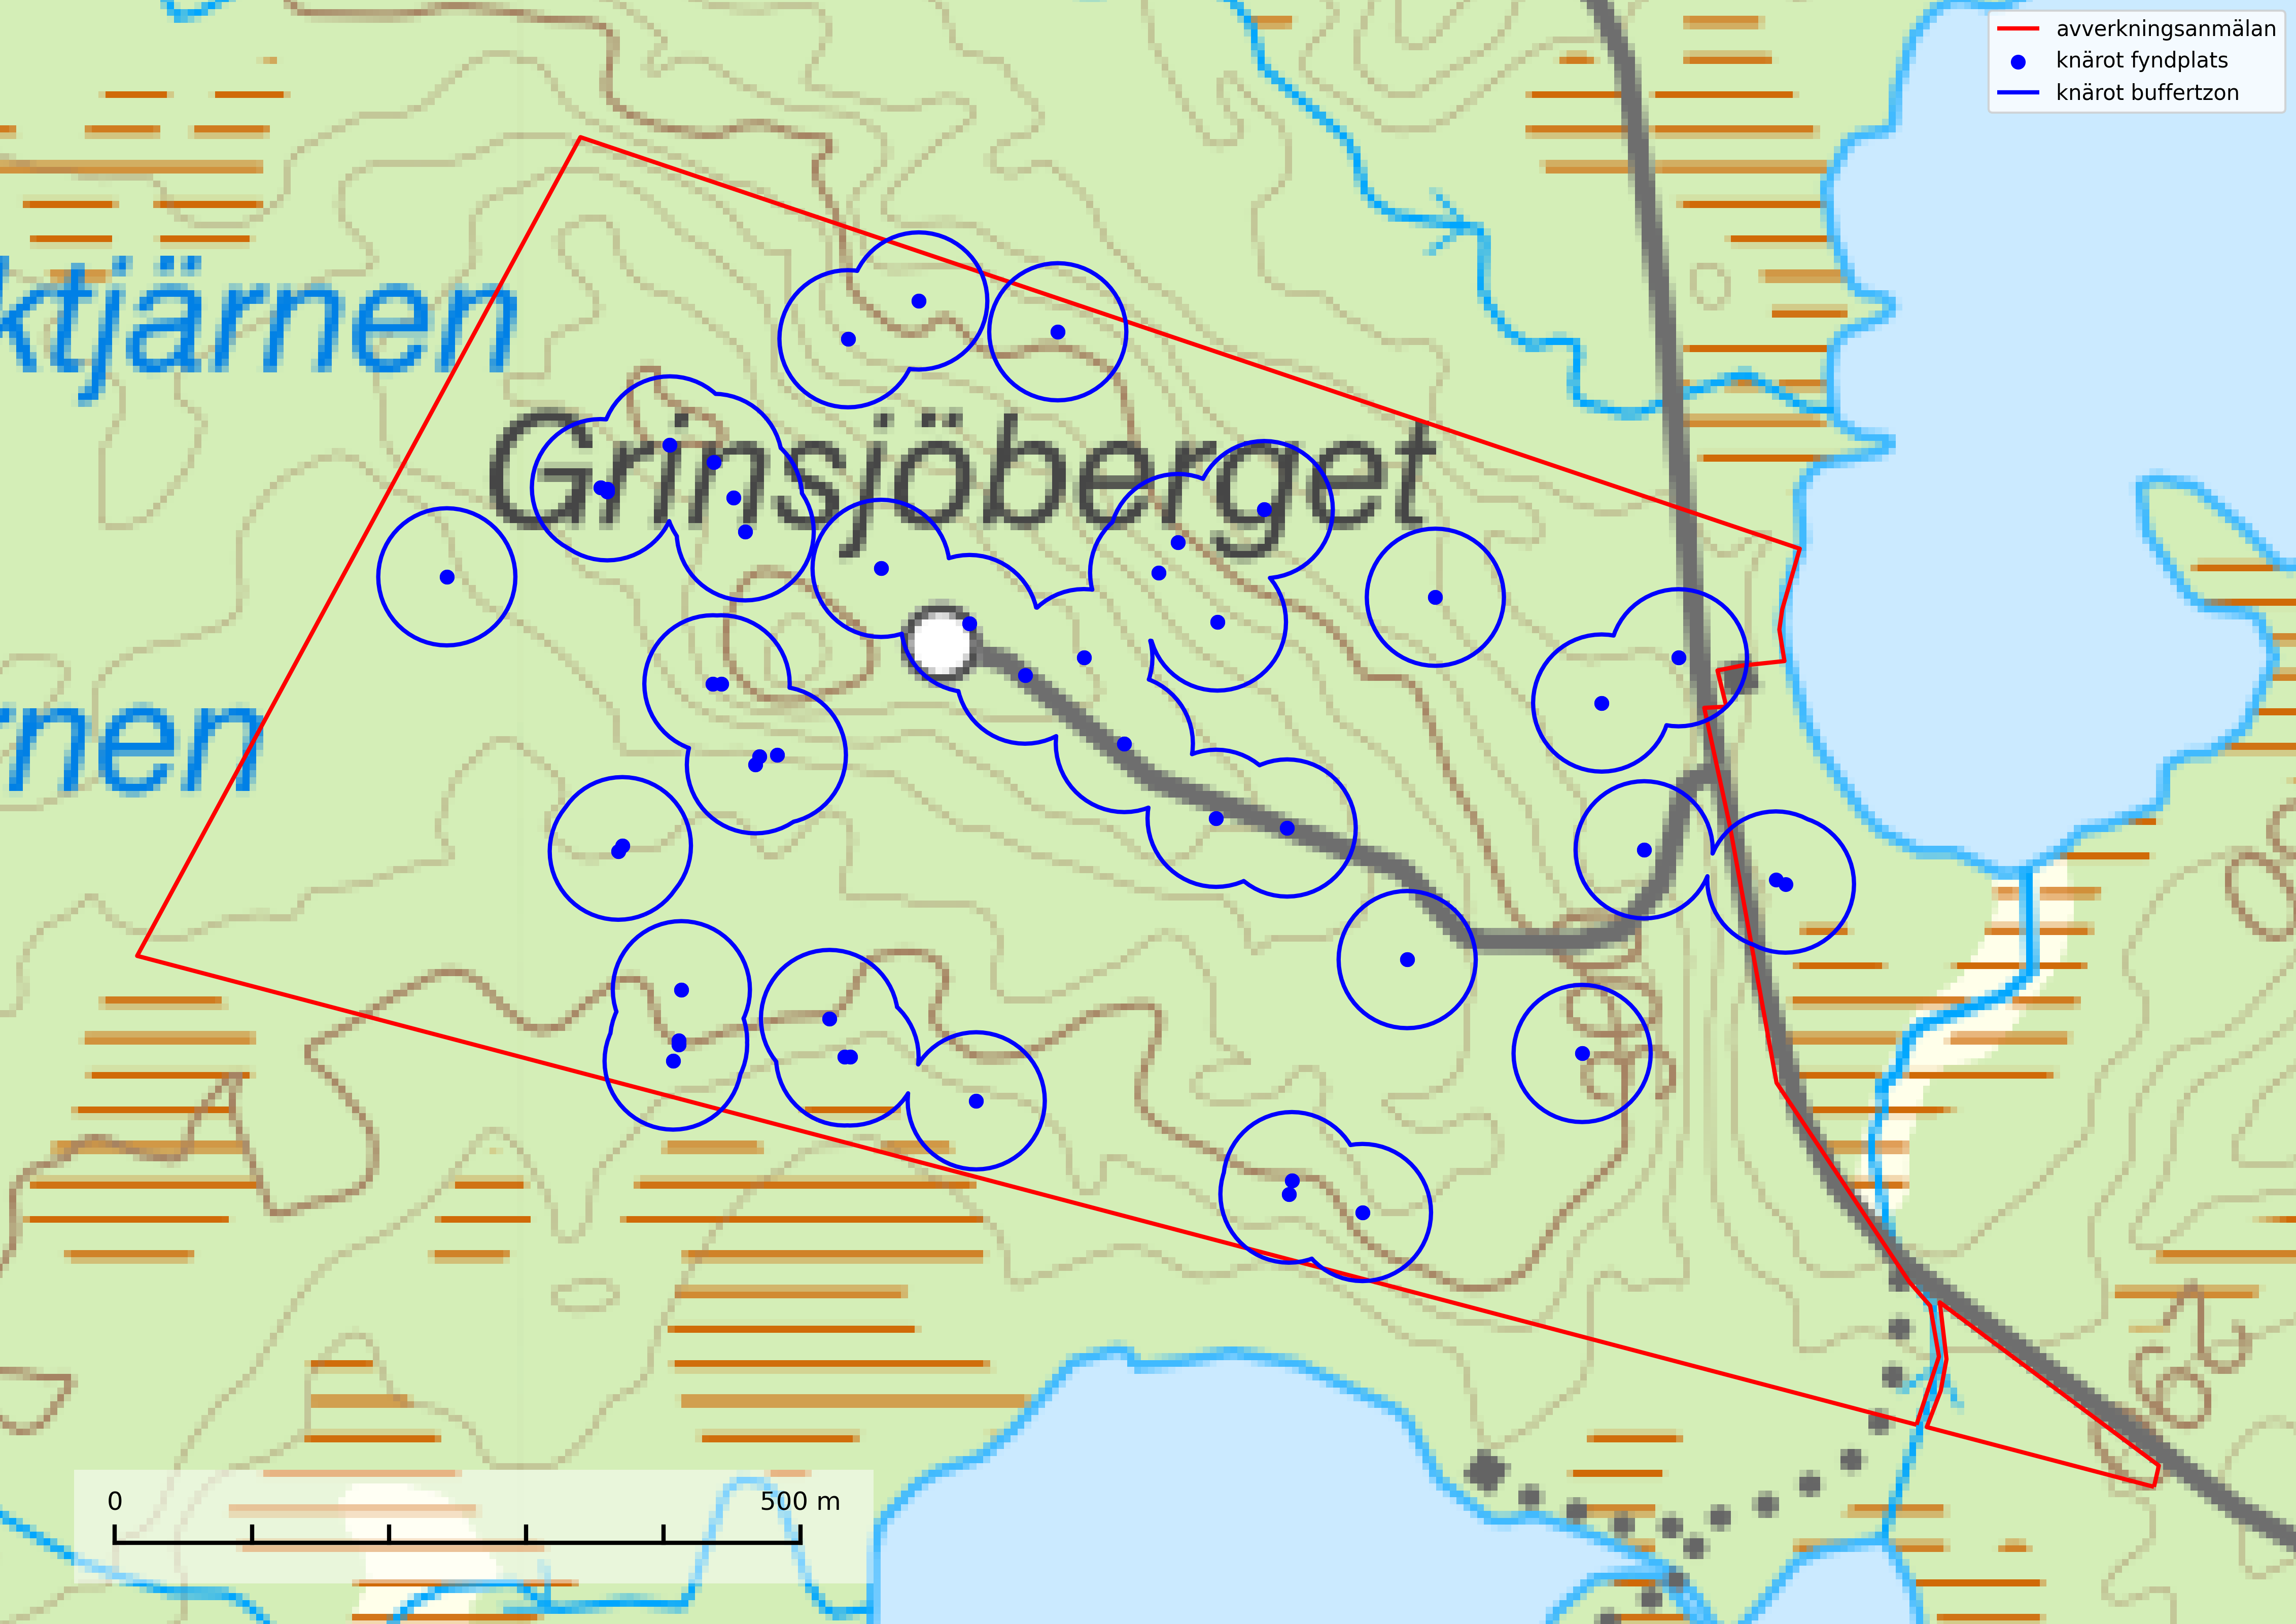 avverkningsanmälan
knärot fyndplats
knärot buffertzon
ktjärnen
Grinsjöberget
rnen
0
500 m